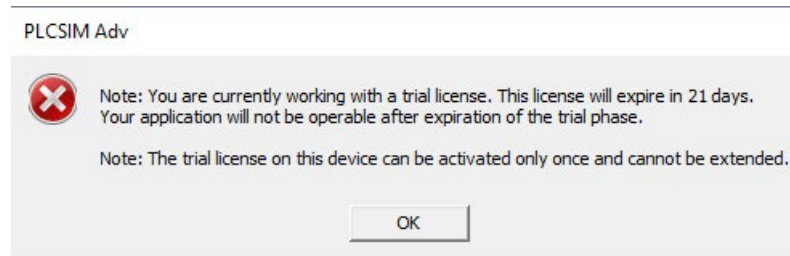 PLCSIM Adv
Note: You are currently working with a trial license. This license will expire in 21 days.
Your application will not be operable after expiration of the trial phase.
Note: The trial license on this device can be activated only once and cannot be extended.
OK